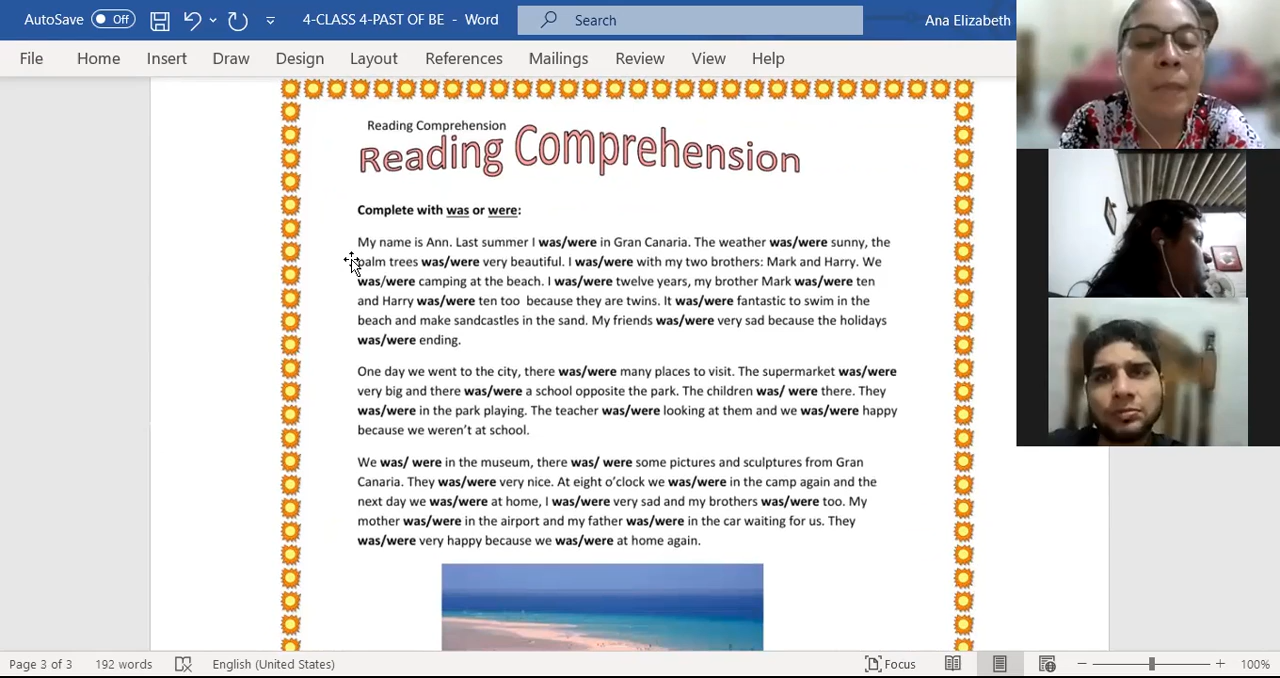 AutoSave Off 4-CLASS 4-PAST OF BE - Word Search Ana Elizabeth
File Home Insert Draw Design Layout References Mailings Review View Help
Reading Comprehension
Reading Comprehension
Complete with was or were:
My name is Ann. Last summer I was/were in Gran Canaria. The weather was/were sunny, the
palm trees was/were very beautiful. I was/were with my two brothers: Mark and Harry. We
was/were camping at the beach. I was/were twelve years, my brother Mark was/were ten
and Harry was/were ten too because they are twins. It was/were fantastic to swim in the
beach and make sandcastles in the sand. My friends was/were very sad because the holidays
was/were ending.
One day we went to the city, there was/were many places to visit. The supermarket was/were
very big and there was/were a school opposite the park. The children was/ were there. They
was/were in the park playing. The teacher was/were looking at them and we was/were happy
because we weren't at school.
We was/ were in the museum, there was/ were some pictures and sculptures from Gran
Canaria. They was/were very nice. At eight o'clock we was/were in the camp again and the
next day we was/were at home, I was/were very sad and my brothers was/were too. My
mother was/were in the airport and my father was/were in the car waiting for us. They
was/were very happy because we was/were at home again.
Page 3 of 3 192 words English (United States) Focus 100%